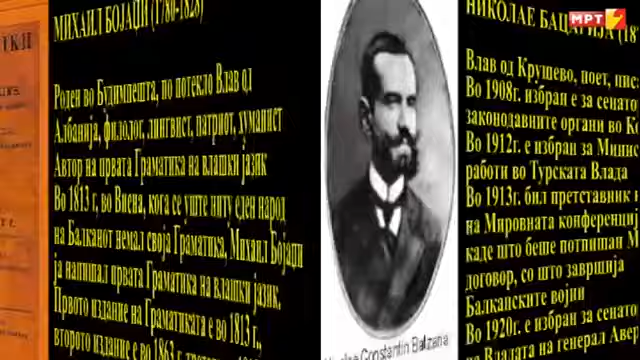 ТКИ
МИХАИЛ БОЈАЏИ (1780-1828)
Роден во Будимпешта, по потекло Влав од
Албанија, филолог, лингвист, патриот, хуманист
Автор на првата Граматика на влашки јазик
Во 1813 г, во Виена, кога се уште ниту еден народ
на Балканот немал своја Граматика, Михаил Бојаџи
ја напишал првата Граматика на влашки јазик.
Првото издание на Граматиката е во 1813 г.,
второто издание е во 1863
Constantin Batzaria
МРТ
НИКОЛАЕ БАЦАРИЈА (18
Влав од Крушево, поет, пис
Во 1908г. избран е за сенато
законодавните органи во К
Во 1912г. е избран за Минис
работи во Турската Влада
Во 1913г. бил претставник
на Мировната конференциј
каде што беше потпишан М
договор, со што завршија
Балканските војни
Во 1920г. е избран за сенато
на Владата на генерал Авер